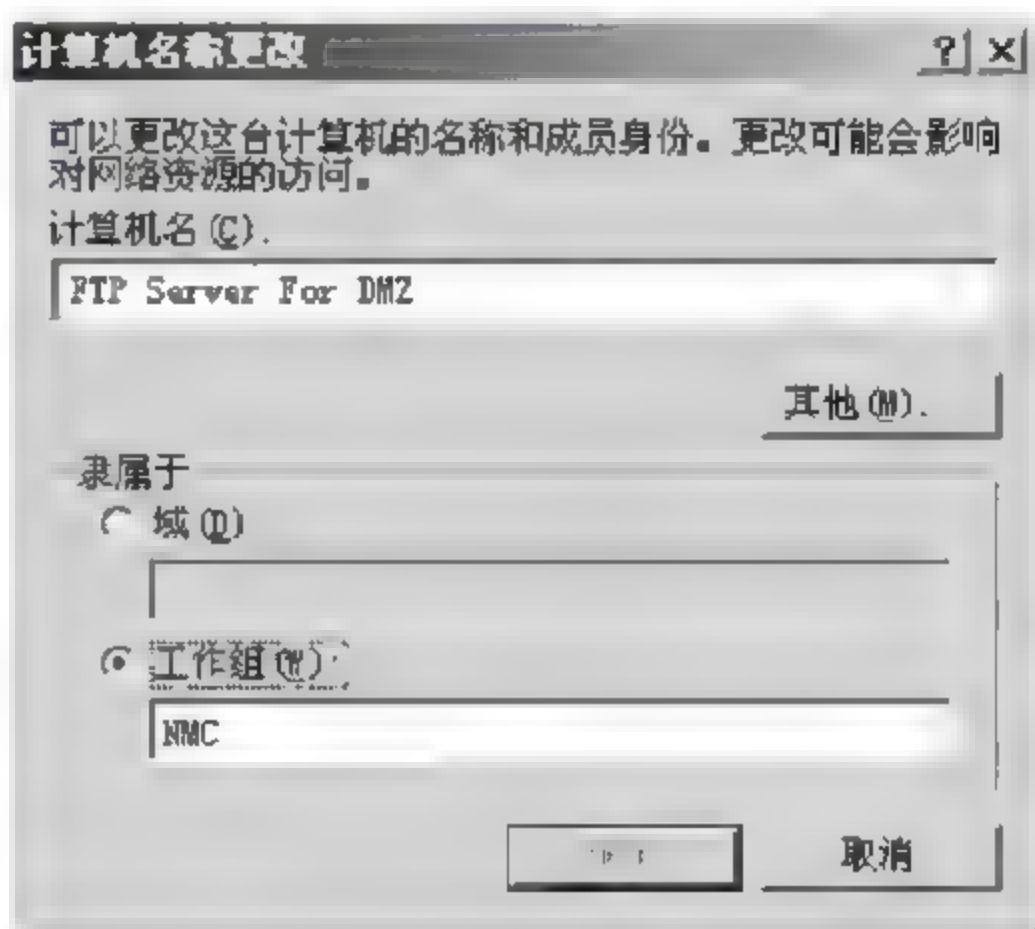 计算机名称更改
可以更改这台计算机的名称和成员身份。更改可能会影响
对网络资源的访问。
计算机名(C).
FTP Server For DMZ
其他(M).
隶属于
域(D)
工作组(W):
NMC
取消